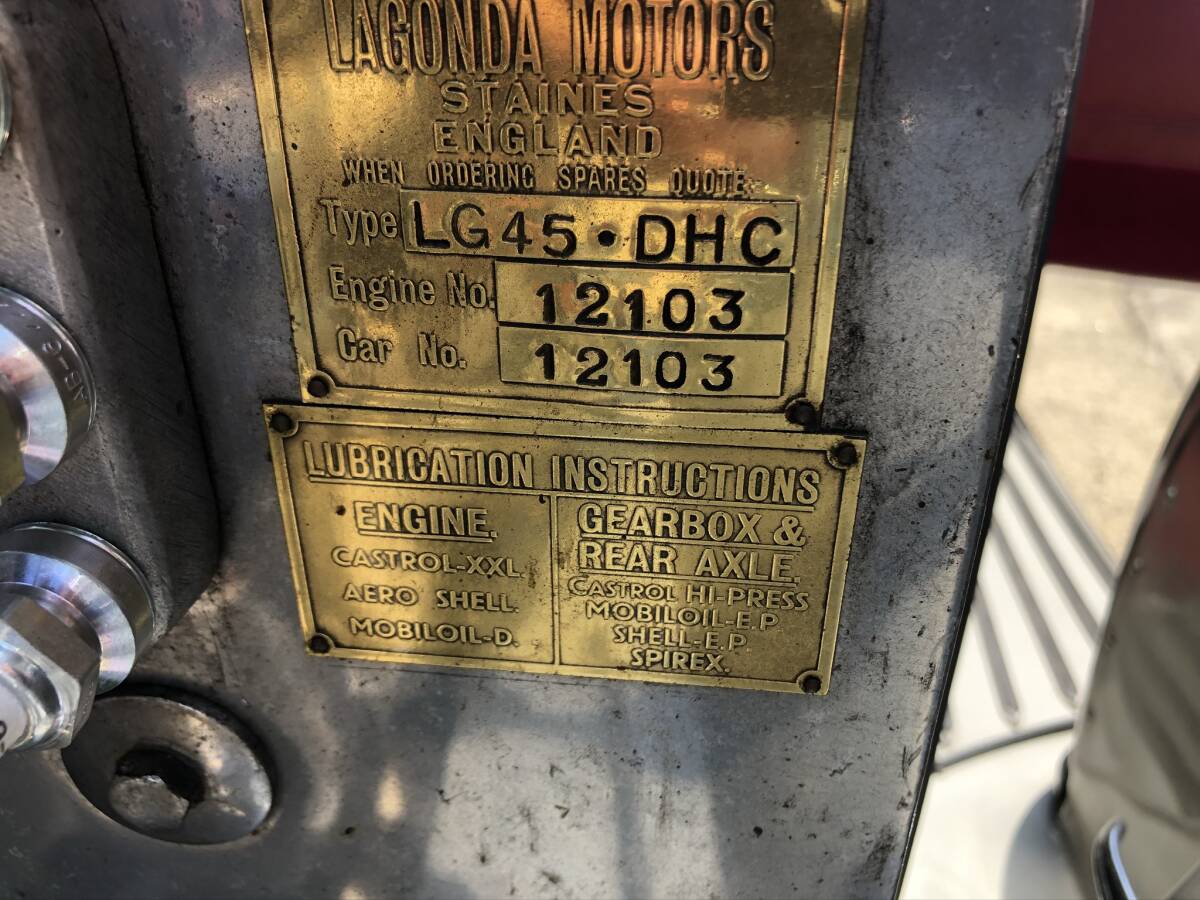 LAGONDA MOTORS
STAINES
ENGLAND
WHEN ORDERING SPARES QUOTE:-
Type LG45·DHC
Engine No. 12103
Car No. 12103
LUBRICATION INSTRUCTIONS
ENGINE.
CASTROL-XXL.
AERO SHELL.
MOBILOIL-D.
GEARBOX &
REAR AXLE.
CASTROL HI-PRESS
MOBILOIL-E.P
SHELL-E.P.
SPIREX.